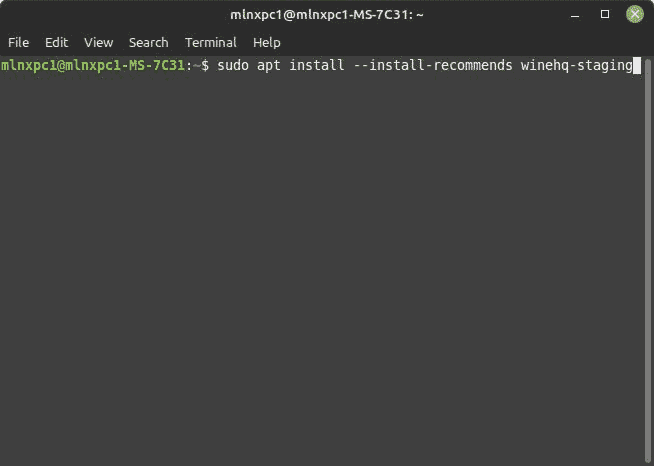 mlnxpc1@mlnxpc1-MS-7C31: ~
File Edit View Search Terminal Help
mlnxpc1@mlnxpc1-MS-7C31:~$ sudo apt install --install-recommends winehq-staging